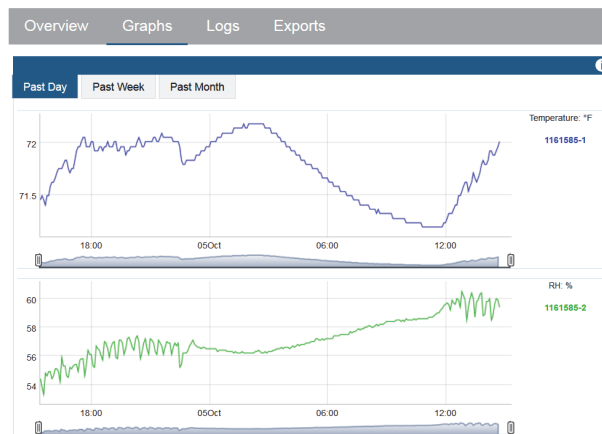 Overview Graphs Logs Exports
Past Day Past Week Past Month
Temperature: °F
1161585-1
72
71.5
18:00 05Oct 06:00 12:00
RH: %
1161585-2
60
58
56
54
18:00 05Oct 06:00 12:00